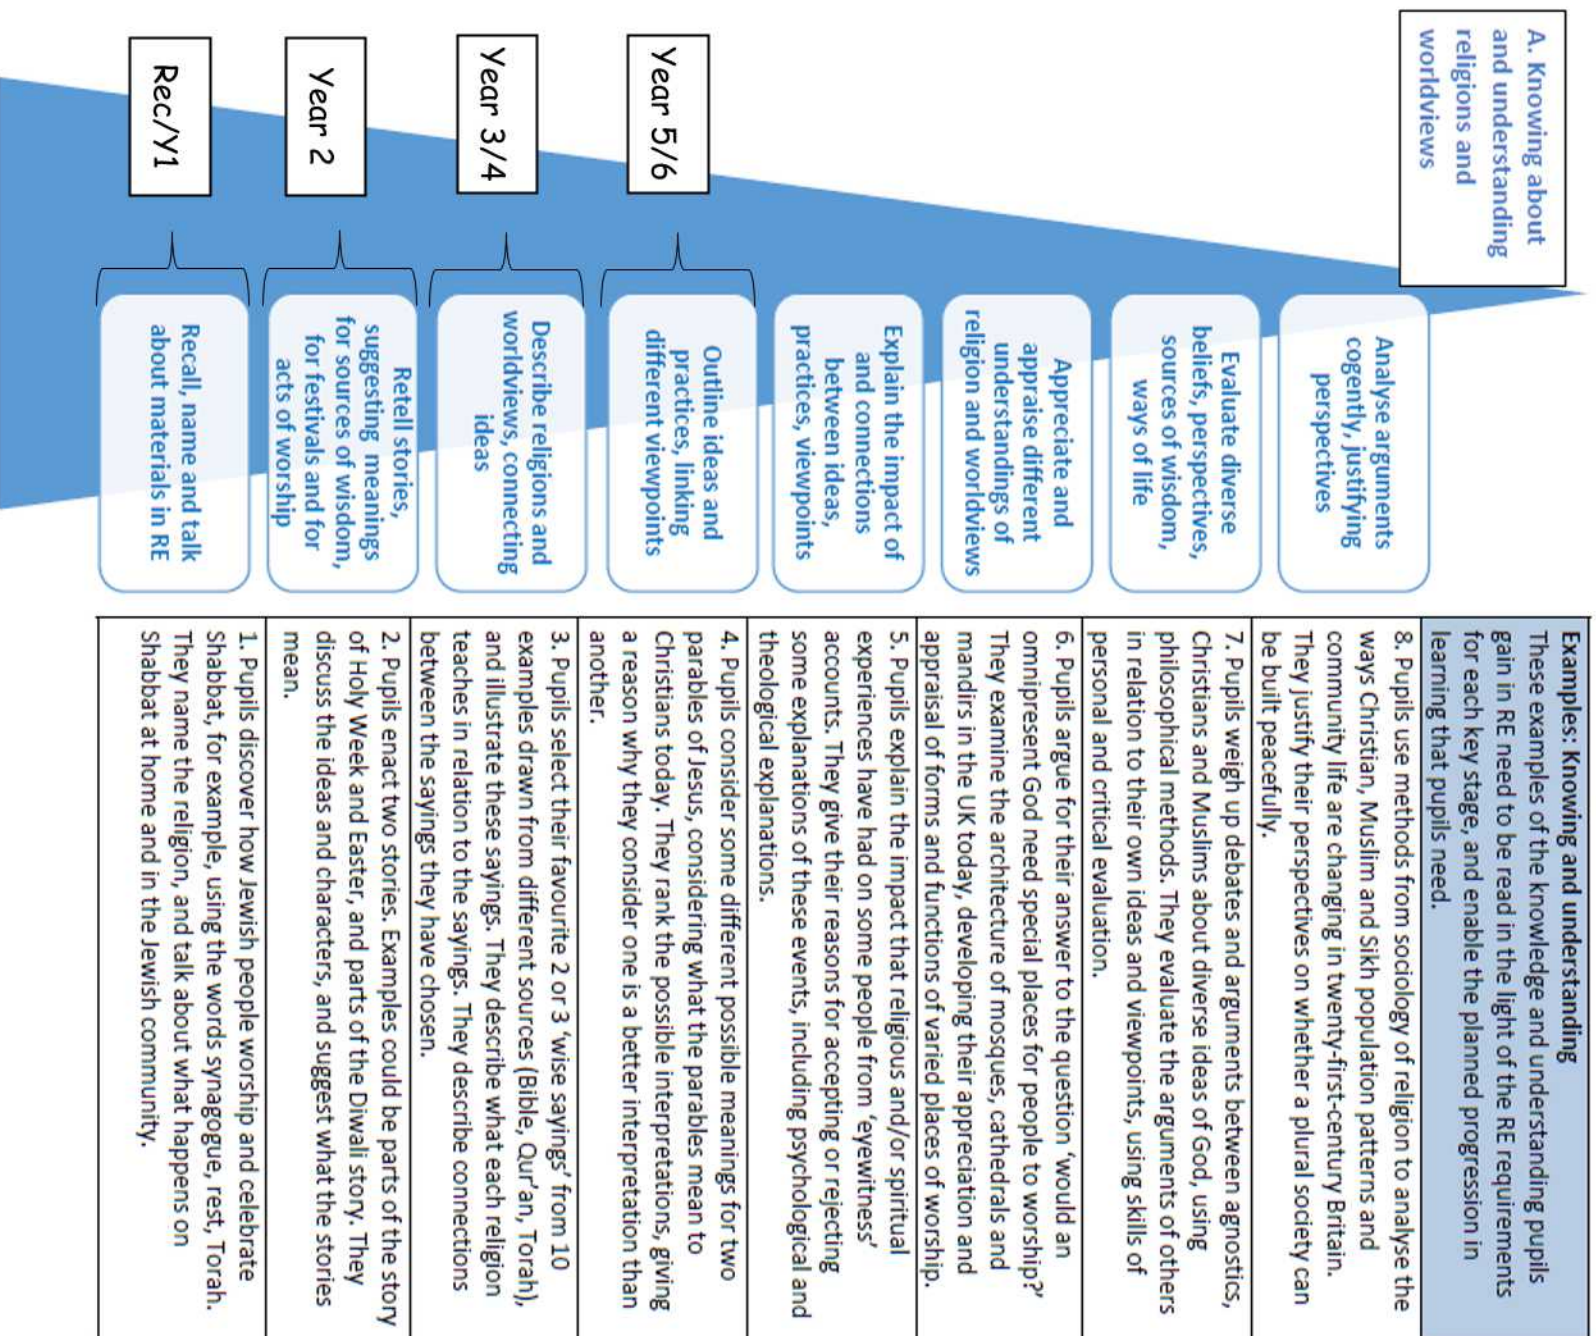 A. Knowing about
and understanding
religions and
worldviews
Analyse arguments
cogently, justifying
perspectives
Evaluate diverse
beliefs, perspectives,
sources of wisdom,
ways of life
Appreciate and
appraise different
understandings of
religion and worldviews
Explain the impact of
and connections
between ideas,
practices, viewpoints
Year 5/6
Outline ideas and
practices, linking
different viewpoints
Year 3/4
Describe religions and
worldviews, connecting
ideas
Year 2
Retell stories,
suggesting meanings
for sources of wisdom,
for festivals and for
acts of worship
Rec/Y1
Recall, name and talk
about materials in RE
Examples: Knowing and understanding
These examples of the knowledge and understanding pupils
gain in RE need to be read in the light of the RE requirements
for each key stage, and enable the planned progression in
learning that pupils need.
8. Pupils use methods from sociology of religion to analyse the
ways Christian, Muslim and Sikh population patterns and
community life are changing in twenty-first-century Britain.
They justify their perspectives on whether a plural society can
be built peacefully.
7. Pupils weigh up debates and arguments between agnostics,
Christians and Muslims about diverse ideas of God, using
philosophical methods. They evaluate the arguments of others
in relation to their own ideas and viewpoints, using skills of
personal and critical evaluation.
6. Pupils argue for their answer to the question ‘would an
omnipresent God need special places for people to worship?’
They examine the architecture of mosques, cathedrals and
mandirs in the UK today, developing their appreciation and
appraisal of forms and functions of varied places of worship.
5. Pupils explain the impact that religious and/or spiritual
experiences have had on some people from ‘eyewitness’
accounts. They give their reasons for accepting or rejecting
some explanations of these events, including psychological and
theological explanations.
4. Pupils consider some different possible meanings for two
parables of Jesus, considering what the parables mean to
Christians today. They rank the possible interpretations, giving
a reason why they consider one is a better interpretation than
another.
3. Pupils select their favourite 2 or 3 ‘wise sayings’ from 10
examples drawn from different sources (Bible, Qur’an, Torah),
and illustrate these sayings. They describe what each religion
teaches in relation to the sayings. They describe connections
between the sayings they have chosen.
2. Pupils enact two stories. Examples could be parts of the story
of Holy Week and Easter, and parts of the Diwali story. They
discuss the ideas and characters, and suggest what the stories
mean.
1. Pupils discover how Jewish people worship and celebrate
Shabbat, for example, using the words synagogue, rest, Torah.
They name the religion, and talk about what happens on
Shabbat at home and in the Jewish community.